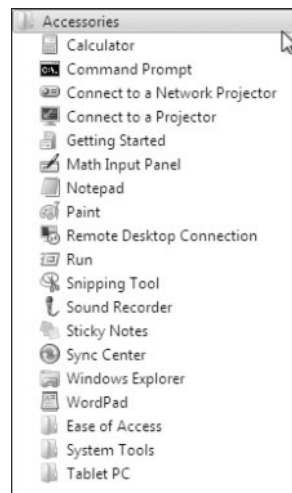 Accessories
Calculator
Command Prompt
Connect to a Network Projector
Connect to a Projector
Getting Started
Math Input Panel
Notepad
Paint
Remote Desktop Connection
Run
Snipping Tool
Sound Recorder
Sticky Notes
Sync Center
Windows Explorer
WordPad
Ease of Access
System Tools
Tablet PC